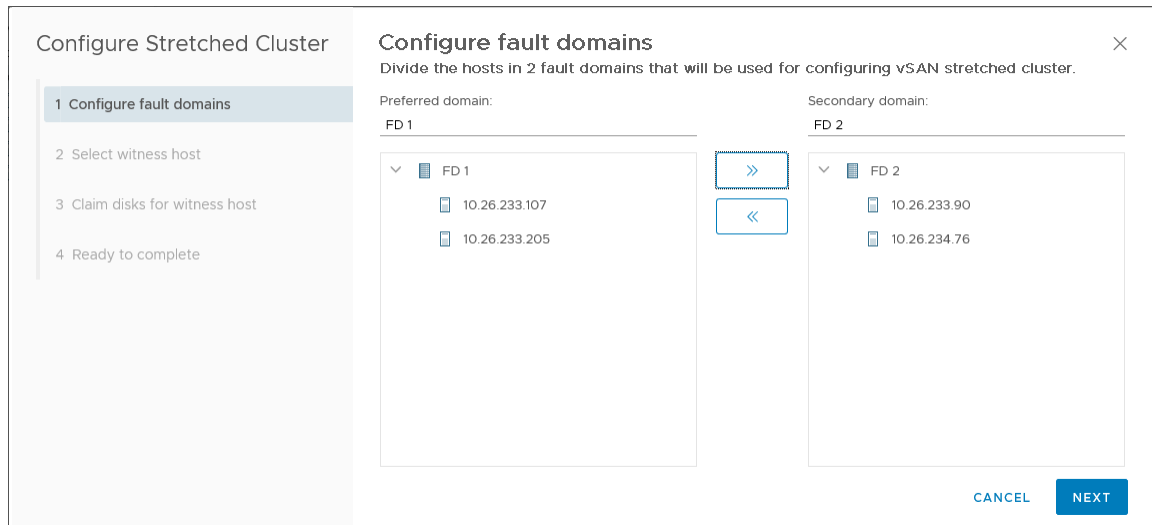 Configure Stretched Cluster
1 Configure fault domains
2 Select witness host
3 Claim disks for witness host
4 Ready to complete
Configure fault domains
Divide the hosts in 2 fault domains that will be used for configuring vSAN stretched cluster.
Preferred domain:
FD 1
FD 1
10.26.233.107
10.26.233.205
Secondary domain:
FD 2
FD 2
10.26.233.90
10.26.234.76
CANCEL
NEXT